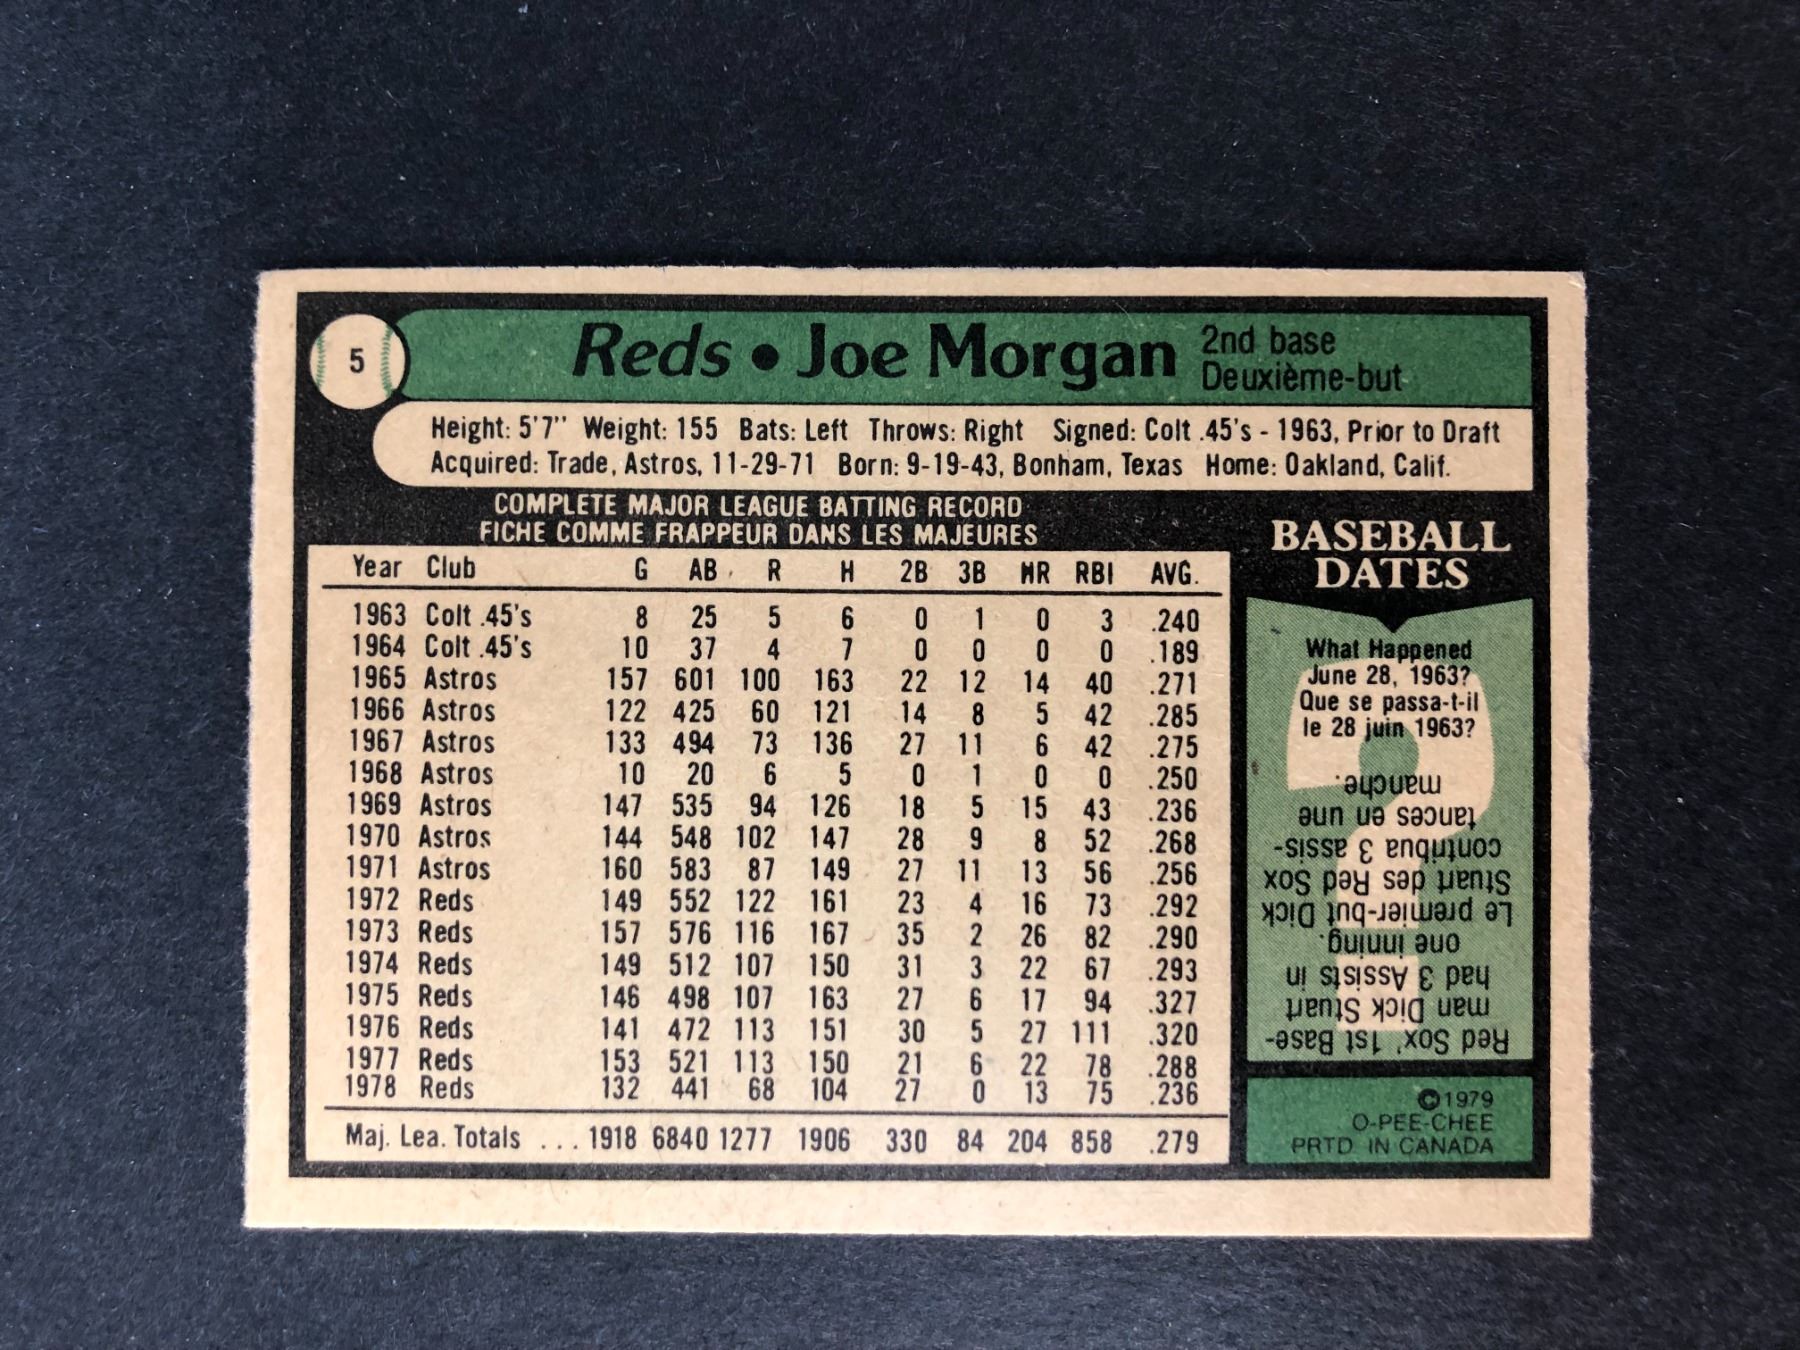 5
Reds • Joe Morgan 2nd base
Deuxième-but
Height: 5'7" Weight: 155 Bats: Left Throws: Right Signed: Colt .45's - 1963, Prior to Draft
Acquired: Trade, Astros, 11-29-71 Born: 9-19-43, Bonham, Texas Home: Oakland, Calif.
COMPLETE MAJOR LEAGUE BATTING RECORD
FICHE COMME FRAPPEUR DANS LES MAJEURES
Year Club G AB R H 2B 3B HR RBI AVG.
1963 Colt .45's 8 25 5 6 0 1 0 3 .240
1964 Colt .45's 10 37 4 7 0 0 0 0 .189
1965 Astros 157 601 100 163 22 12 14 40 .271
1966 Astros 122 425 60 121 14 8 5 42 .285
1967 Astros 133 494 73 136 27 11 6 42 .275
1968 Astros 10 20 6 5 0 1 0 0 .250
1969 Astros 147 535 94 126 18 5 15 43 .236
1970 Astros 144 548 102 147 28 9 8 52 .268
1971 Astros 160 583 87 149 27 11 13 56 .256
1972 Reds 149 552 122 161 23 4 16 73 .292
1973 Reds 157 576 116 167 35 2 26 82 .290
1974 Reds 149 512 107 150 31 3 22 67 .293
1975 Reds 146 498 107 163 27 6 17 94 .327
1976 Reds 141 472 113 151 30 5 27 111 .320
1977 Reds 153 521 113 150 21 6 22 78 .288
1978 Reds 132 441 68 104 27 0 13 75 .236
Maj. Lea. Totals ... 1918 6840 1277 1906 330 84 204 858 .279
BASEBALL
DATES
What Happened
June 28, 1963?
Que se passa-t-il
le 28 juin 1963?
Red Sox' 1st Base-
man Dick Stuart
had 3 Assists in
one inning.
Le premier-but Dick
Stuart des Red Sox
contribua 3 assis-
tances en une
manche.
©1979
O-PEE-CHEE
PRTD. IN CANADA